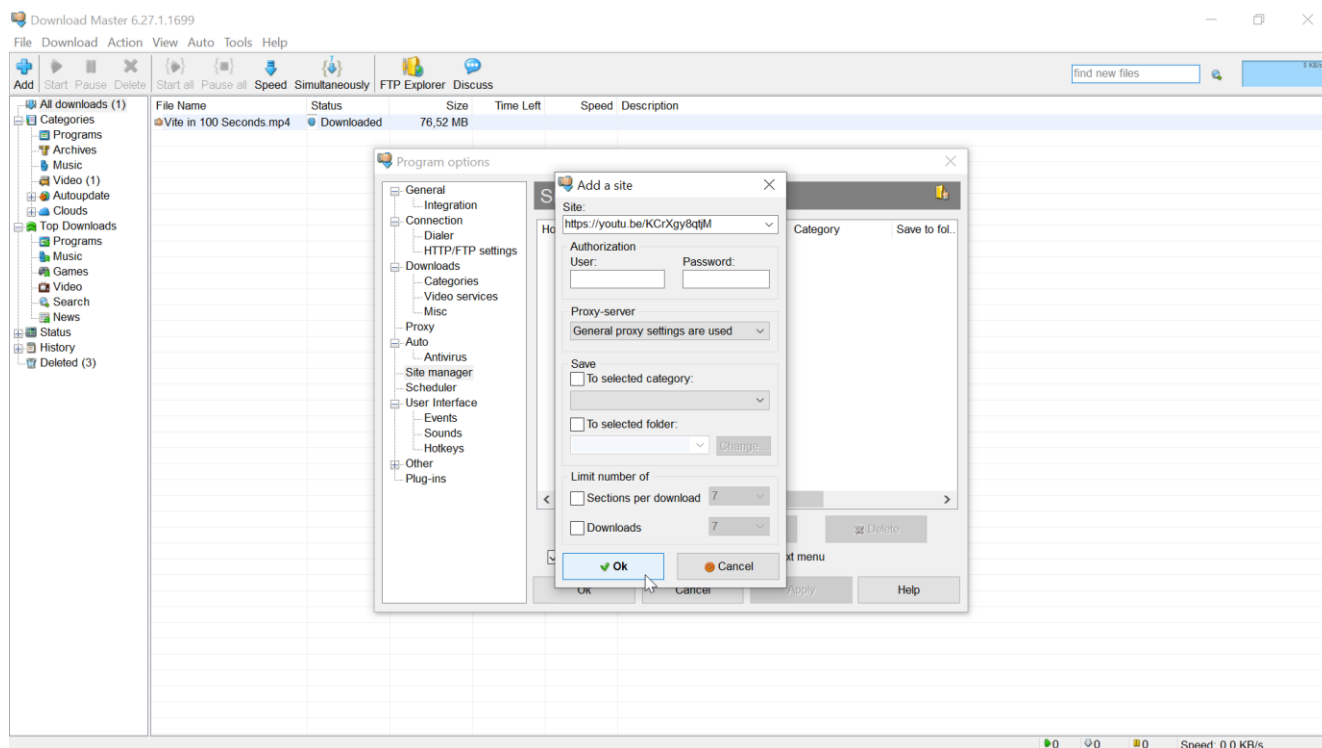 Download Master 6.27.1.1699
File Download Action View Auto Tools Help
Add Start Pause Delete Start all Pause all Speed Simultaneously FTP Explorer Discuss
find new files
5 KB/s
All downloads (1)
Categories
Programs
Archives
Music
Video (1)
Autoupdate
Clouds
Top Downloads
Programs
Music
Games
Video
Search
News
Status
History
Deleted (3)
File Name Status Size Time Left Speed Description
Vite in 100 Seconds.mp4 Downloaded 76,52 MB
Program options
General
Integration
Connection
Dialer
HTTP/FTP settings
Downloads
Categories
Video services
Misc
Proxy
Auto
Antivirus
Site manager
Scheduler
User Interface
Events
Sounds
Hotkeys
Other
Plug-ins
S
Ho Category Save to fol..
Delete
xt menu
Ok Cancel Apply Help
Add a site
Site:
https://youtu.be/KCrXgy8qtjM
Authorization
User: Password:
Proxy-server
General proxy settings are used
Save
To selected category:
To selected folder:
Change...
Limit number of
Sections per download 7
Downloads 7
Ok Cancel
0 0 0 Speed: 0,0 KB/s